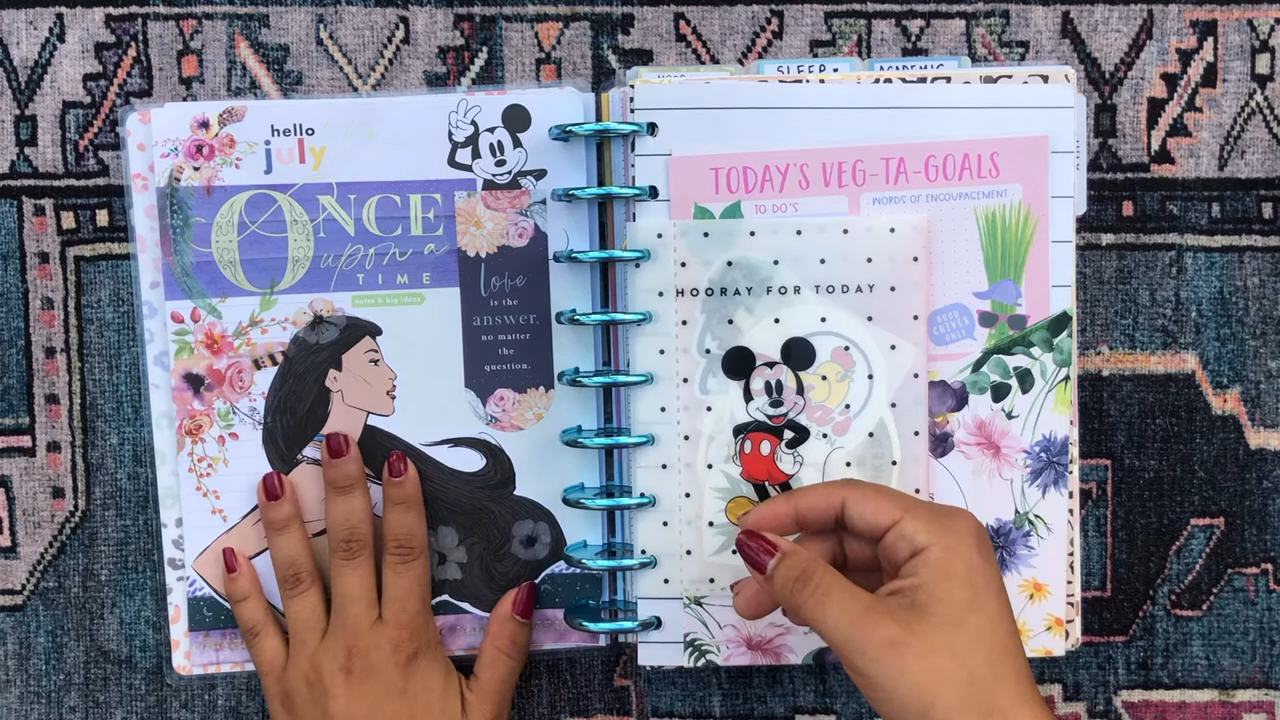 hello
july
ONCE
upon a
TIME
notes & big ideas
love
is the
answer,
no matter
the
question.
SLEEP
ACADEMIC
TODAY'S VEG-TA-GOALS
TO DO'S
WORDS OF ENCOURAGEMENT
HOORAY FOR TODAY
GOOD
CHIVES
ONLY